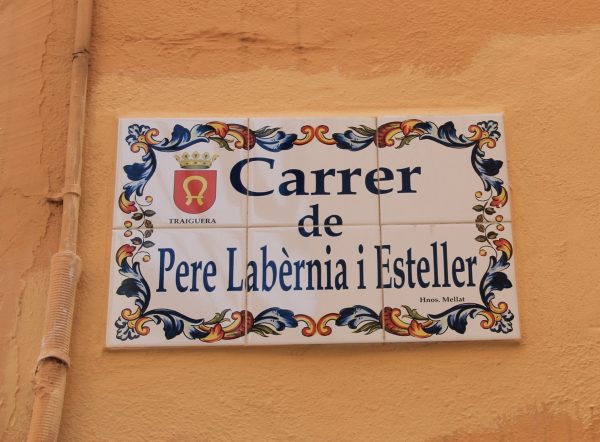 Carrer
TRAIGUERA
de
Pere Labèrnia i Esteller
Hnos. Mellat